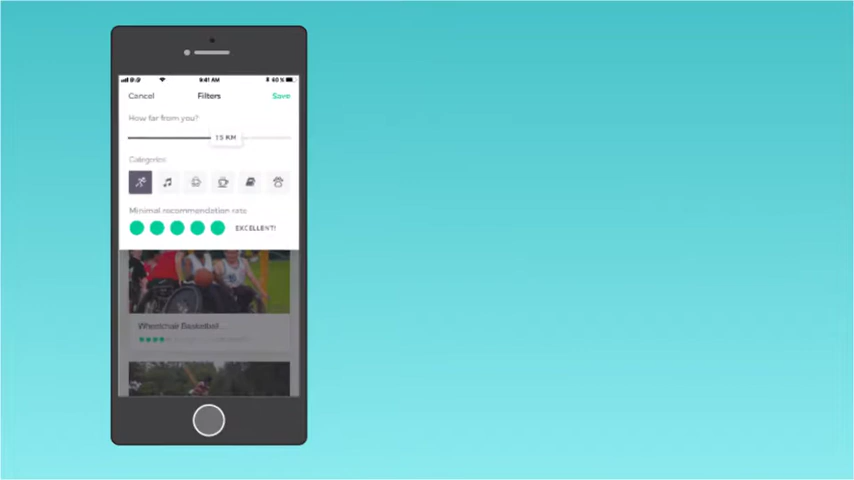 9:41 AM
60 %
Cancel Filters Save
How far from you?
15 KM
Categories
Minimal recommendation rate
EXCELLENT!
Wheelchair Basketball ...